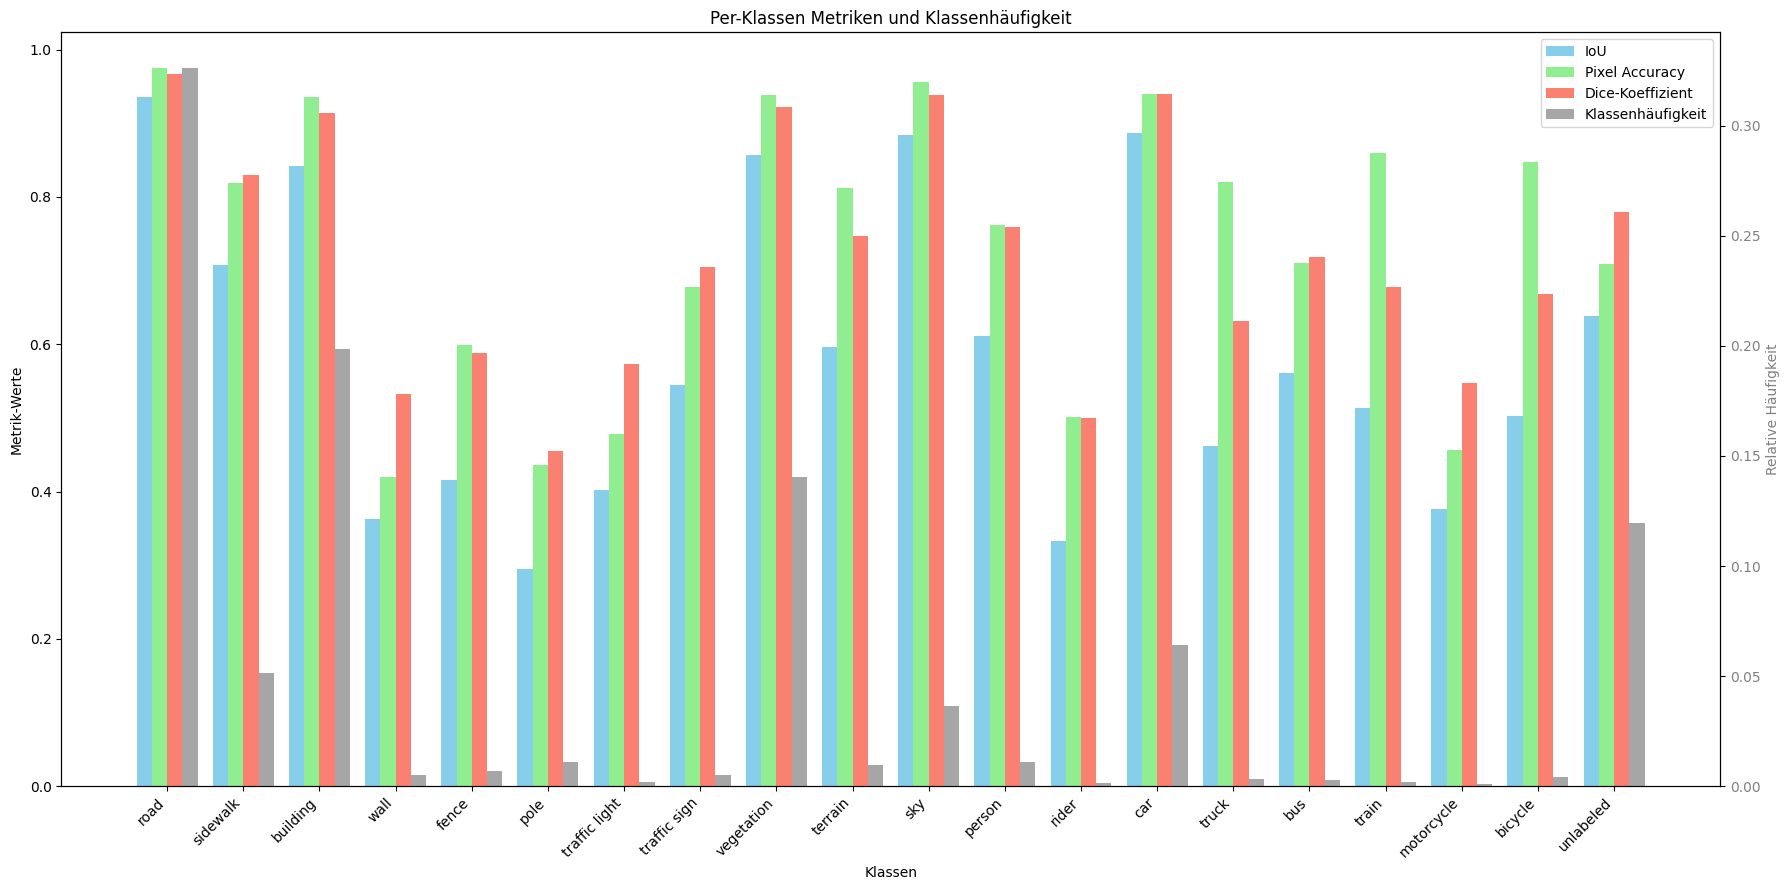 Per-Klassen Metriken und Klassenhäufigkeit
IoU
Pixel Accuracy
Dice-Koeffizient
Klassenhäufigkeit
Metrik-Werte
1.0
0.8
0.6
0.4
0.2
0.0
Relative Häufigkeit
0.30
0.25
0.20
0.15
0.10
0.05
0.00
road
sidewalk
building
wall
fence
pole
traffic light
traffic sign
vegetation
terrain
sky
person
rider
car
truck
bus
train
motorcycle
bicycle
unlabeled
Klassen